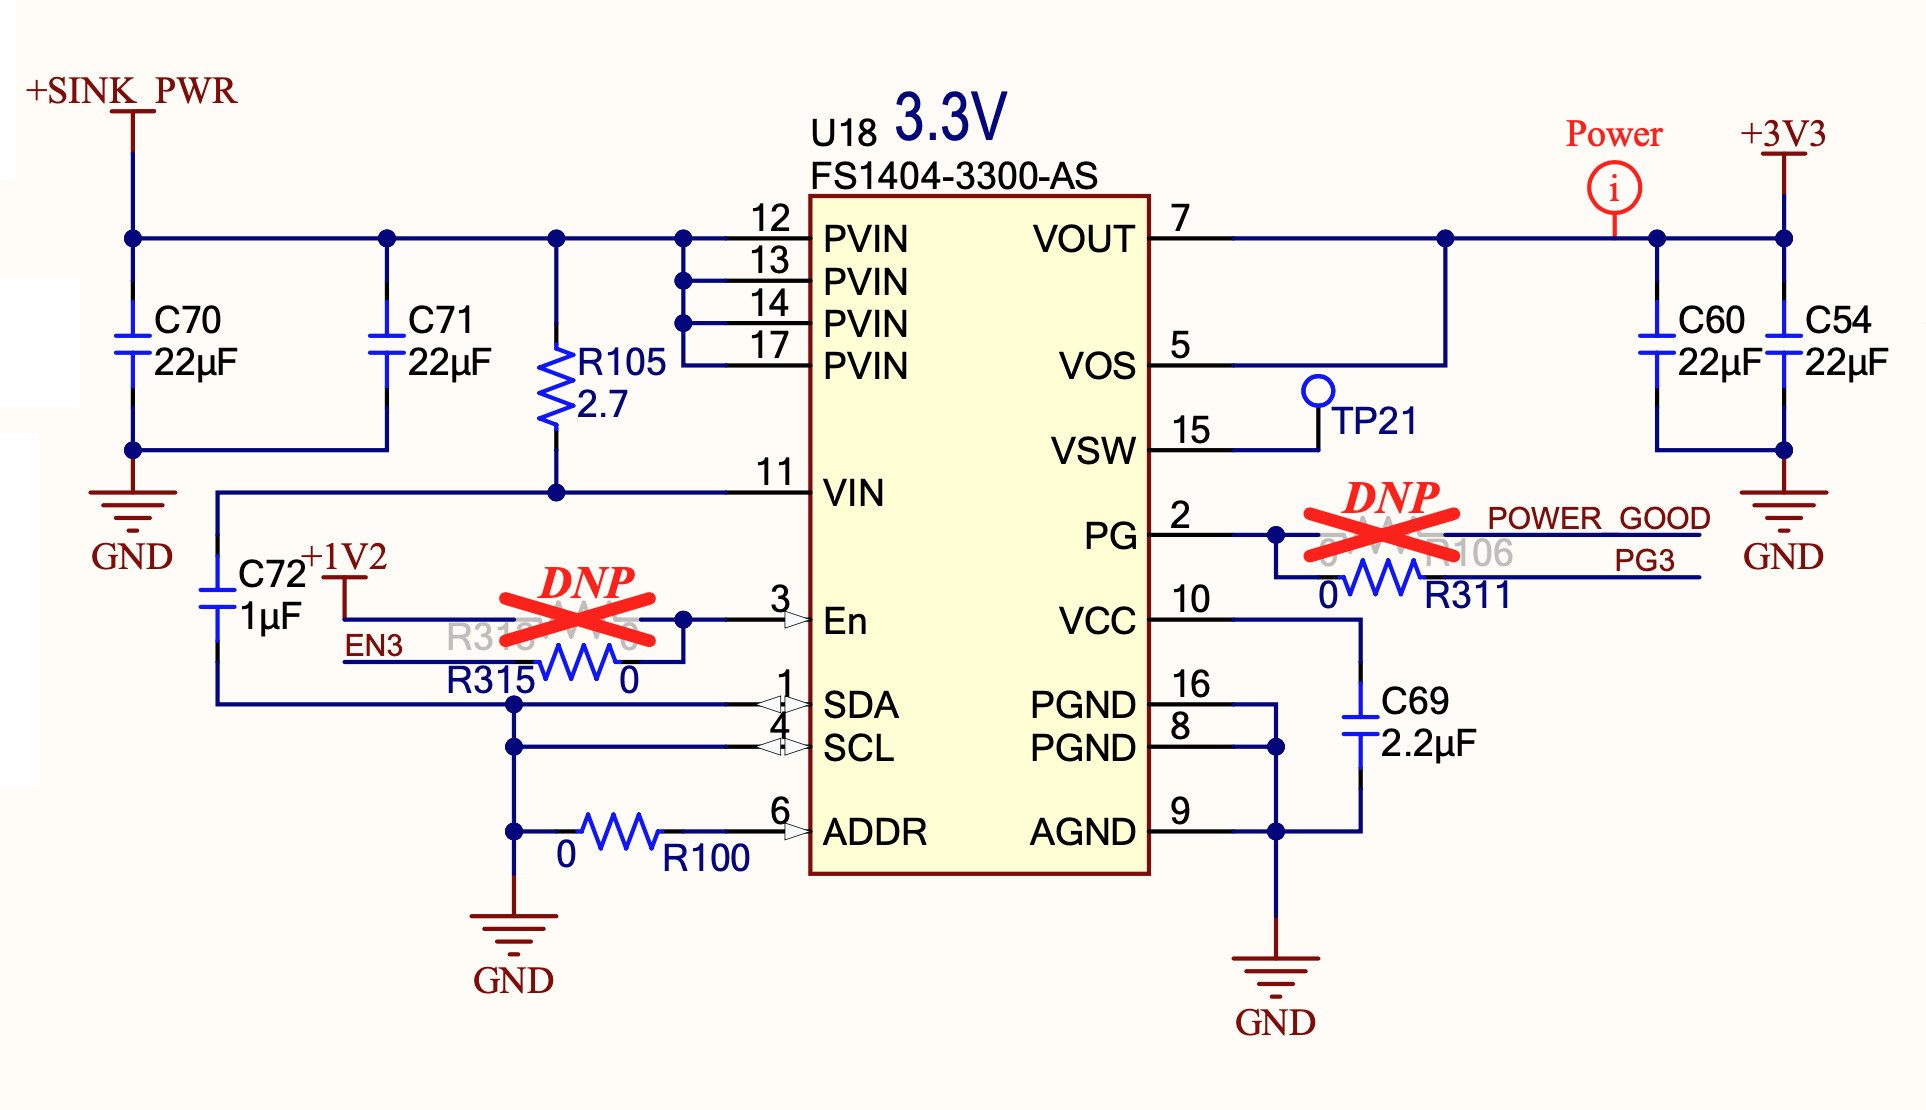 +SINK_PWR
3.3V
U18
FS1404-3300-AS
Power
i
+3V3
12
PVIN
13
PVIN
14
PVIN
17
PVIN
VOUT
7
VOS
5
C70
22µF
C71
22µF
R105
2.7
C60
22µF
C54
22µF
TP21
VSW
15
11
VIN
GND
C72
1µF
+1V2
DNP
0
EN3
R315
0
3
En
PG
2
DNP
0
R106
POWER_GOOD
PG3
0
R311
GND
VCC
10
1
SDA
4
SCL
PGND
16
PGND
8
C69
2.2µF
6
ADDR
0
R100
AGND
9
GND
GND